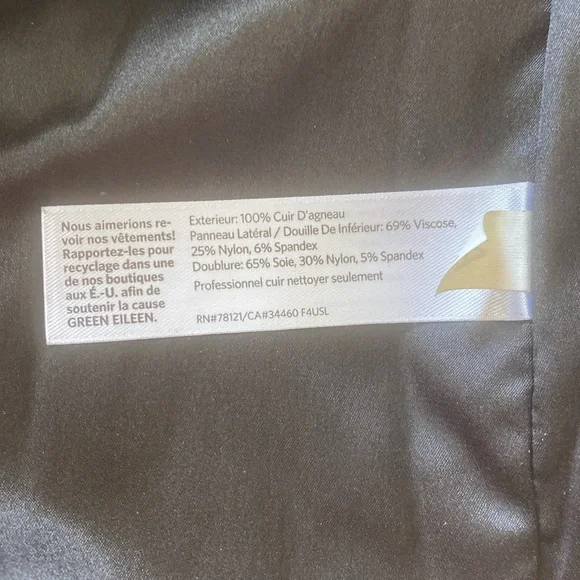 Nous aimerions re-
voir nos vêtements!
Rapportez-les pour
recyclage dans une
de nos boutiques
aux É.-U. afin de
soutenir la cause
GREEN EILEEN.
Exterieur: 100% Cuir D'agneau
Panneau Latéral / Douille De Inférieur: 69% Viscose,
25% Nylon, 6% Spandex
Doublure: 65% Soie, 30% Nylon, 5% Spandex
Professionnel cuir nettoyer seulement
RN#78121/CA#34460 F4USL